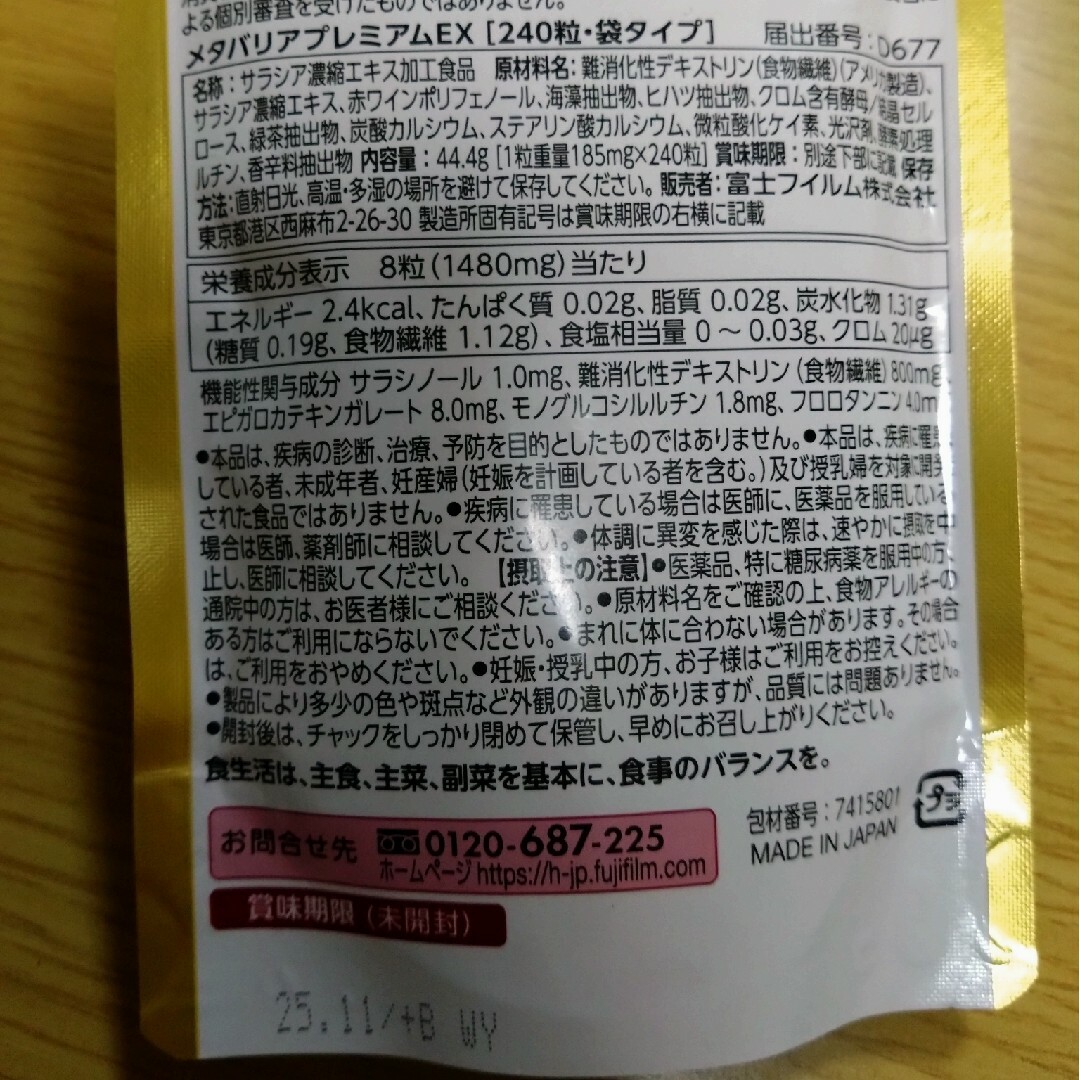 よる個別審査を受けたものではありません。
メタバリアプレミアムEX [240粒・袋タイプ] 届出番号:D677
名称:サラシア濃縮エキス加工食品 原材料名:難消化性デキストリン(食物繊維)(アメリカ製造)、
サラシア濃縮エキス、赤ワインポリフェノール、海藻抽出物、ヒハツ抽出物、クロム含有酵母/結晶セル
ロース、緑茶抽出物、炭酸カルシウム、ステアリン酸カルシウム、微粒酸化ケイ素、光沢剤、酵素処理
ルチン、香辛料抽出物 内容量:44.4g [1粒重量185mg×240粒] 賞味期限:別途下部に記載 保存
方法:直射日光、高温・多湿の場所を避けて保存してください。 販売者:富士フイルム株式会社
東京都港区西麻布2-26-30 製造所固有記号は賞味期限の右横に記載
栄養成分表示 8粒(1480mg)当たり
エネルギー 2.4kcal、たんぱく質 0.02g、脂質 0.02g、炭水化物 1.31g
(糖質 0.19g、食物繊維 1.12g)、食塩相当量 0 ~ 0.03g、クロム 20μg
機能性関与成分 サラシノール 1.0mg、難消化性デキストリン(食物繊維) 800mg、
エピガロカテキンガレート 8.0mg、モノグルコシルルチン 1.8mg、フロロタンニン 4.0m
●本品は、疾病の診断、治療、予防を目的としたものではありません。●本品は、疾病に罹患
している者、未成年者、妊産婦(妊娠を計画している者を含む。)及び授乳婦を対象に開発
された食品ではありません。●疾病に罹患している場合は医師に、医薬品を服用している
場合は医師、薬剤師に相談してください。●体調に異変を感じた際は、速やかに摂取を中
止し、医師に相談してください。 【摂取上の注意】●医薬品、特に糖尿病薬を服用中の方、
通院中の方は、お医者様にご相談ください。●原材料名をご確認の上、食物アレルギーの
ある方はご利用にならないでください。●まれに体に合わない場合があります。その場合
は、ご利用をおやめください。●妊娠・授乳中の方、お子様はご利用をお控えください。
●製品により多少の色や斑点など外観の違いがありますが、品質には問題ありません。
●開封後は、チャックをしっかり閉めて保管し、早めにお召し上がりください。
食生活は、主食、主菜、副菜を基本に、食事のバランスを。
お問合せ先 0120-687-225
ホームページ https://h-jp.fujifilm.com
包材番号:7415801
MADE IN JAPAN
プラ
賞味期限(未開封)
25.11/+B WY